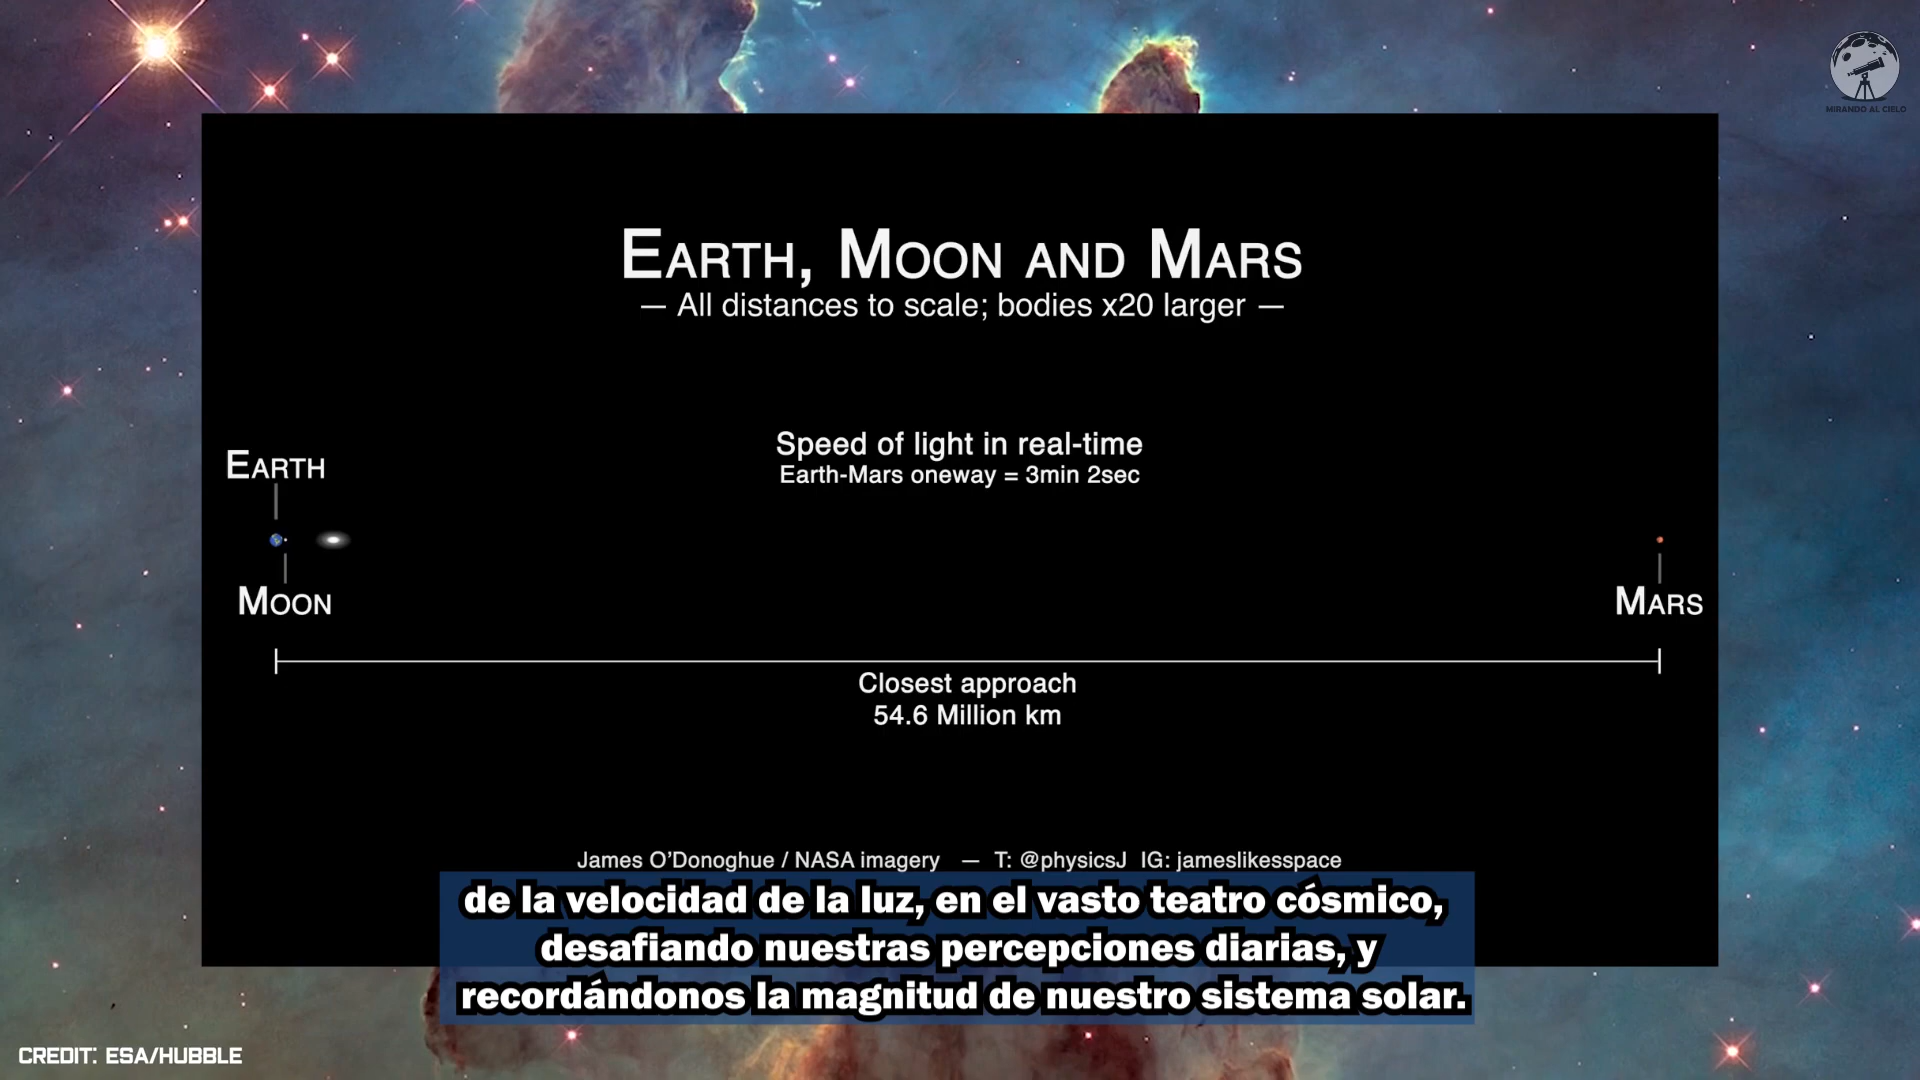 MIRANDO AL CIELO
EARTH, MOON AND MARS
— All distances to scale; bodies x20 larger —
Speed of light in real-time
Earth-Mars oneway = 3min 2sec
EARTH
MOON
MARS
Closest approach
54.6 Million km
James O’Donoghue / NASA imagery — T: @physicsJ IG: jameslikesspace
de la velocidad de la luz, en el vasto teatro cósmico,
desafiando nuestras percepciones diarias, y
recordándonos la magnitud de nuestro sistema solar.
CREDIT: ESA/HUBBLE